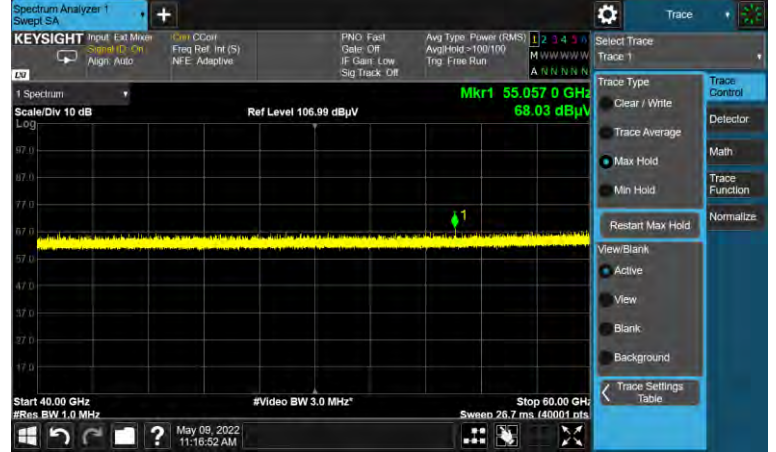 Spectrum Analyzer 1
Swept SA
Trace
KEYSIGHT
Input: Ext Mixer
Signal ID: On
Align: Auto
Corr CCorr
Freq Ref: Int (S)
NFE: Adaptive
PNO: Fast
Gate: Off
IF Gain: Low
Sig Track: Off
Avg Type: Power (RMS)
Avg|Hold:>100/100
Trig: Free Run
1 2 3 4 5 6
M W W W W W
A N N N N N
LXI
1 Spectrum
Scale/Div 10 dB
Log
Ref Level 106.99 dBµV
Mkr1 55.057 0 GHz
68.03 dBµV
97.0
87.0
77.0
67.0
57.0
47.0
37.0
27.0
17.0
1
Start 40.00 GHz
#Res BW 1.0 MHz
#Video BW 3.0 MHz*
Stop 60.00 GHz
Sweep 26.7 ms (40001 pts
May 09, 2022
11:16:52 AM
?
Select Trace
Trace 1
Trace Type
Clear / Write
Trace Average
Max Hold
Min Hold
Restart Max Hold
View/Blank
Active
View
Blank
Background
Trace Settings
Table
Trace
Control
Detector
Math
Trace
Function
Normalize